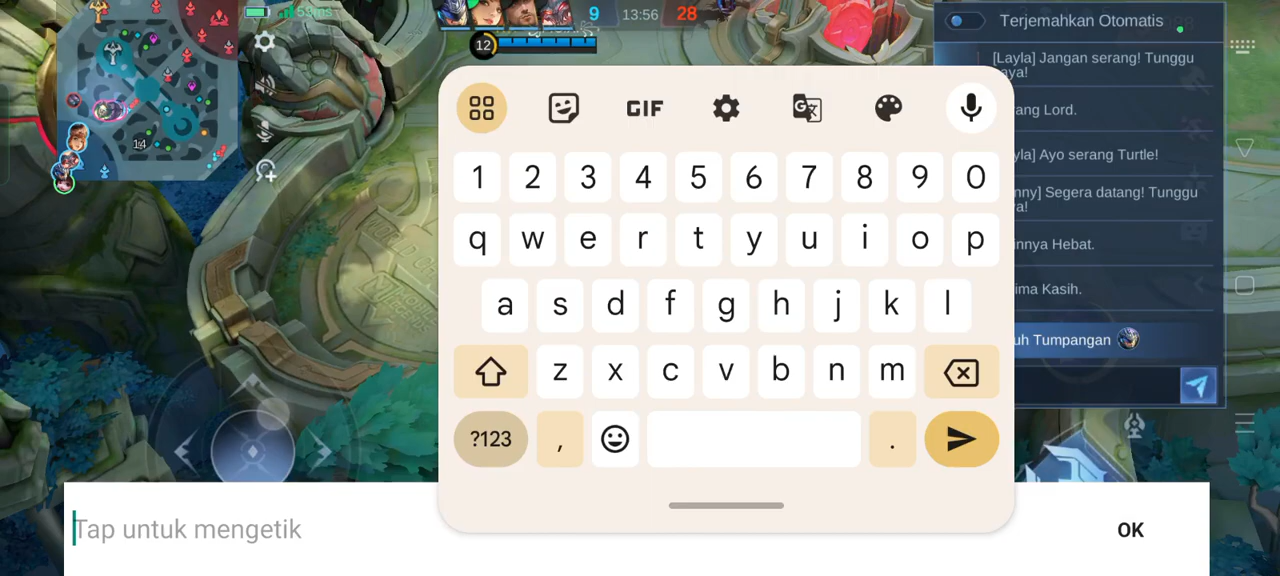 9 13:56 28
12
14
Terjemahkan Otomatis
[Layla] Jangan serang! Tunggu
aya!
ang Lord.
yla] Ayo serang Turtle!
nny] Segera datang! Tunggu
a!
innya Hebat.
ima Kasih.
uh Tumpangan
GIF
1 2 3 4 5 6 7 8 9 0
q w e r t y u i o p
a s d f g h j k l
z x c v b n m
?123 , .
Tap untuk mengetik
OK